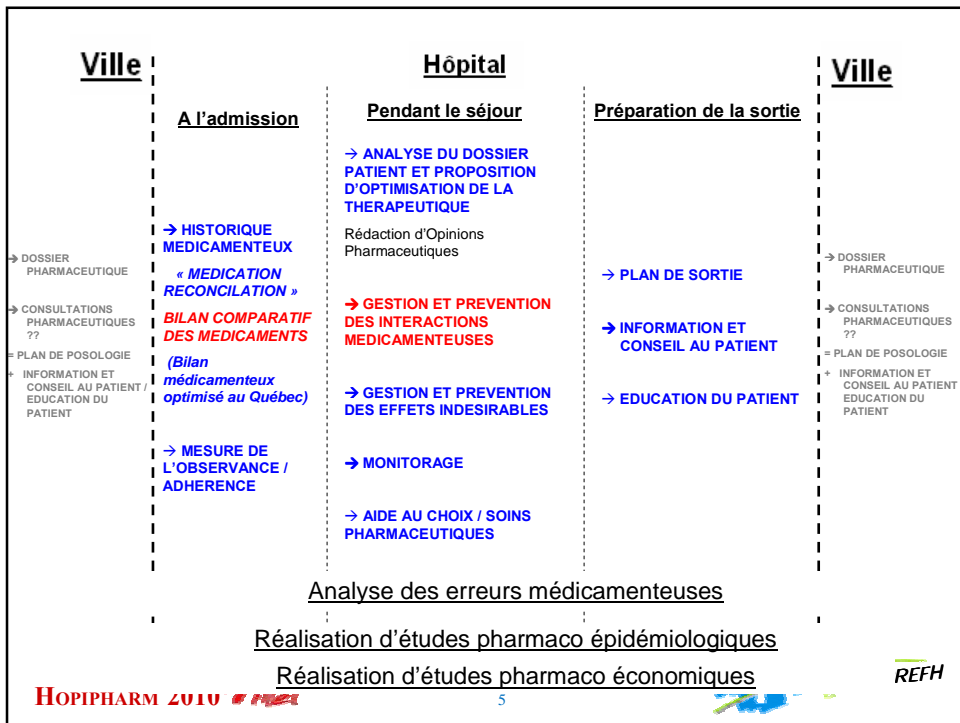 Ville
Hôpital
Ville
A l'admission
Pendant le séjour
Préparation de la sortie
→ DOSSIER
PHARMACEUTIQUE
→ CONSULTATIONS
PHARMACEUTIQUES
??
= PLAN DE POSOLOGIE
+ INFORMATION ET
CONSEIL AU PATIENT /
EDUCATION DU
PATIENT
→ HISTORIQUE
MEDICAMENTEUX
« MEDICATION
RECONCILATION »
BILAN COMPARATIF
DES MEDICAMENTS
(Bilan
médicamenteux
optimisé au Québec)
→ MESURE DE
L'OBSERVANCE /
ADHERENCE
→ ANALYSE DU DOSSIER
PATIENT ET PROPOSITION
D'OPTIMISATION DE LA
THERAPEUTIQUE
Rédaction d'Opinions
Pharmaceutiques
→ GESTION ET PREVENTION
DES INTERACTIONS
MEDICAMENTEUSES
→ GESTION ET PREVENTION
DES EFFETS INDESIRABLES
→ MONITORAGE
→ AIDE AU CHOIX / SOINS
PHARMACEUTIQUES
→ PLAN DE SORTIE
→ INFORMATION ET
CONSEIL AU PATIENT
→ EDUCATION DU PATIENT
→ DOSSIER
PHARMACEUTIQUE
→ CONSULTATIONS
PHARMACEUTIQUES
??
= PLAN DE POSOLOGIE
+ INFORMATION ET
CONSEIL AU PATIENT
EDUCATION DU
PATIENT
Analyse des erreurs médicamenteuses
Réalisation d'études pharmaco épidémiologiques
Réalisation d'études pharmaco économiques
HOPIPHARM 2010
5
REFH